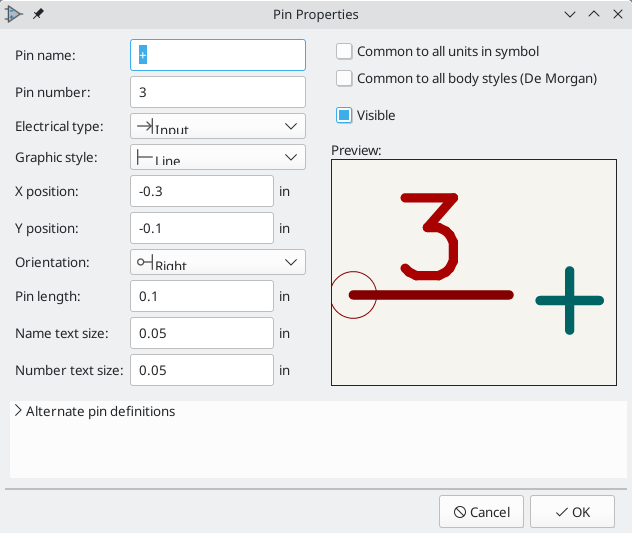 Pin Properties
Pin name: +
Pin number: 3
Electrical type: Input
Graphic style: Line
X position: -0.3 in
Y position: -0.1 in
Orientation: Right
Pin length: 0.1 in
Name text size: 0.05 in
Number text size: 0.05 in
Common to all units in symbol
Common to all body styles (De Morgan)
Visible
Preview:
3
+
Alternate pin definitions
Cancel
OK